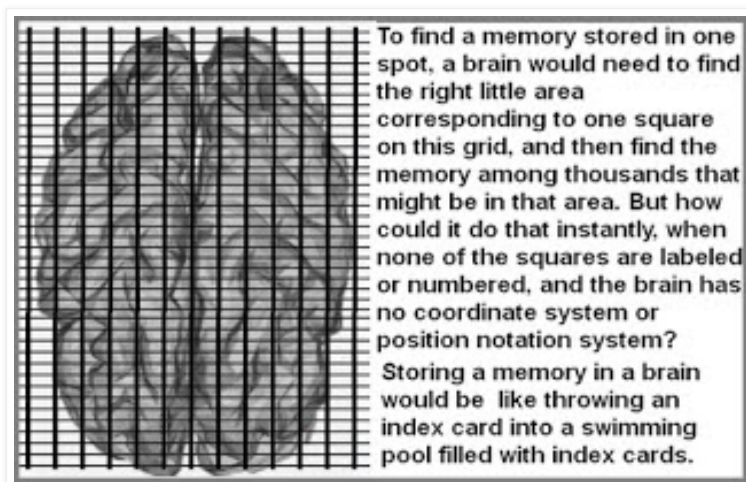 To find a memory stored in one
spot, a brain would need to find
the right little area
corresponding to one square
on this grid, and then find the
memory among thousands that
might be in that area. But how
could it do that instantly, when
none of the squares are labeled
or numbered, and the brain has
no coordinate system or
position notation system?
Storing a memory in a brain
would be like throwing an
index card into a swimming
pool filled with index cards.